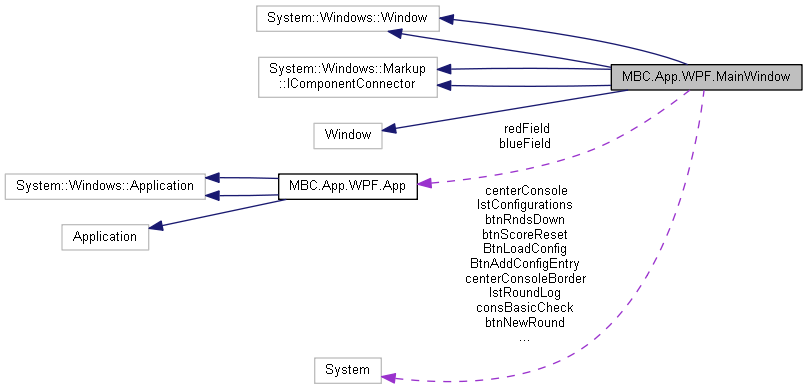 System::Windows::Window
System::Windows::Markup
::IComponentConnector
MBC.App.WPF.MainWindow
Window
redField
blueField
System::Windows::Application
MBC.App.WPF.App
Application
centerConsole
lstConfigurations
btnRndsDown
btnScoreReset
BtnLoadConfig
BtnAddConfigEntry
centerConsoleBorder
lstRoundLog
consBasicCheck
btnNewRound
...
System